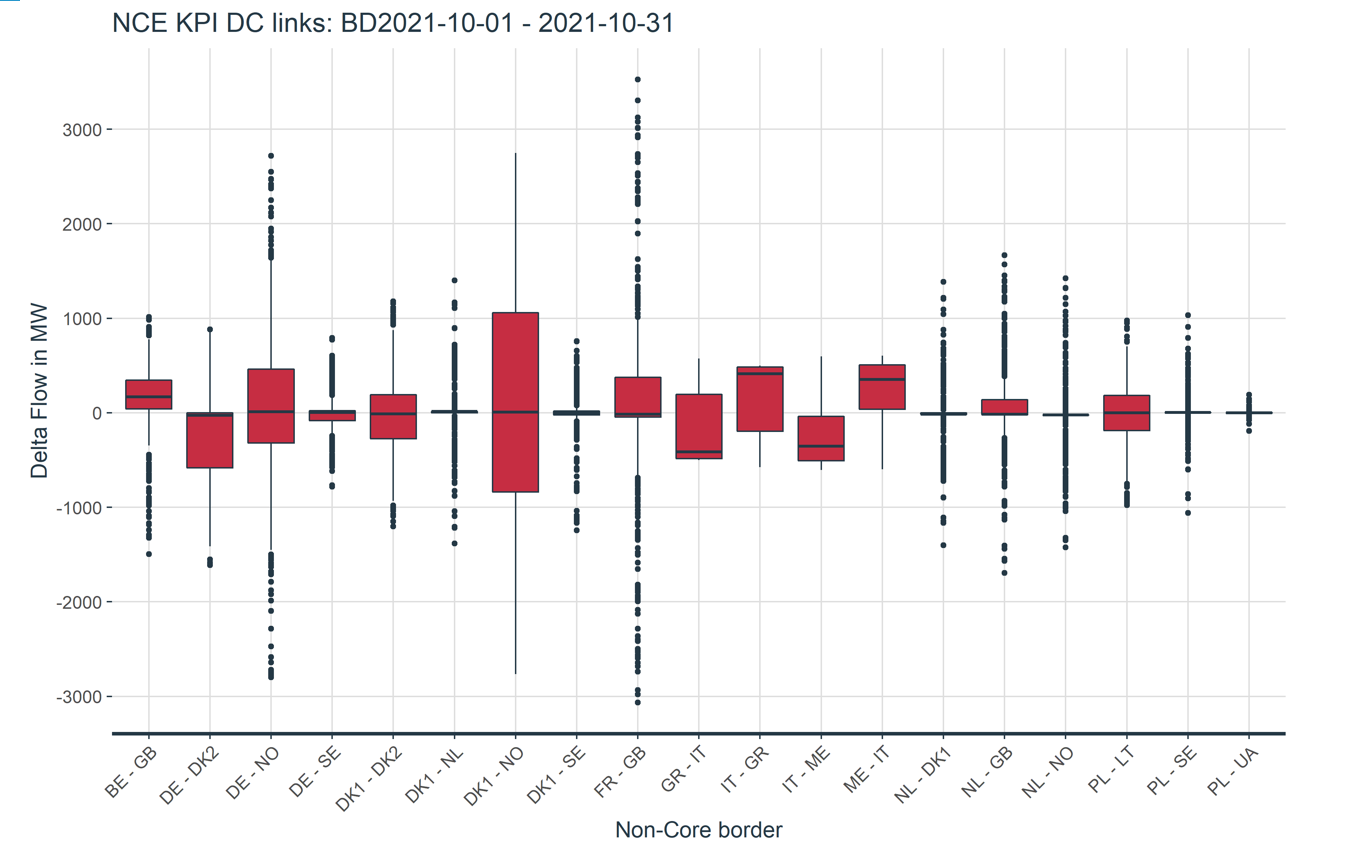 NCE KPI DC links: BD2021-10-01 - 2021-10-31
Delta Flow in MW
3000
2000
1000
0
-1000
-2000
-3000
BE - GB
DE - DK2
DE - NO
DE - SE
DK1 - DK2
DK1 - NL
DK1 - NO
DK1 - SE
FR - GB
GR - IT
IT - GR
IT - ME
ME - IT
NL - DK1
NL - GB
NL - NO
PL - LT
PL - SE
PL - UA
Non-Core border